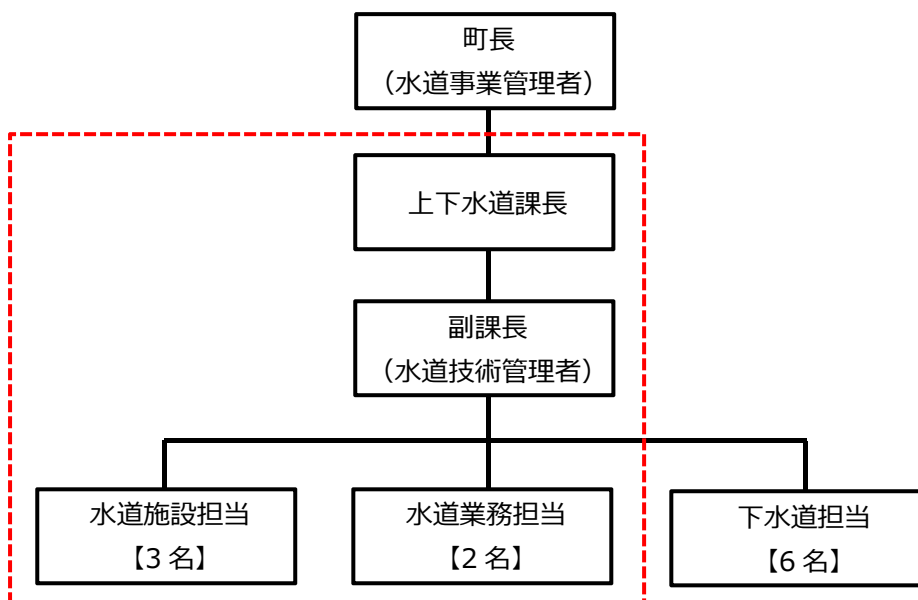 町長
（水道事業管理者）
上下水道課長
副課長
（水道技術管理者）
水道施設担当
【3 名】
水道業務担当
【2 名】
下水道担当
【6 名】